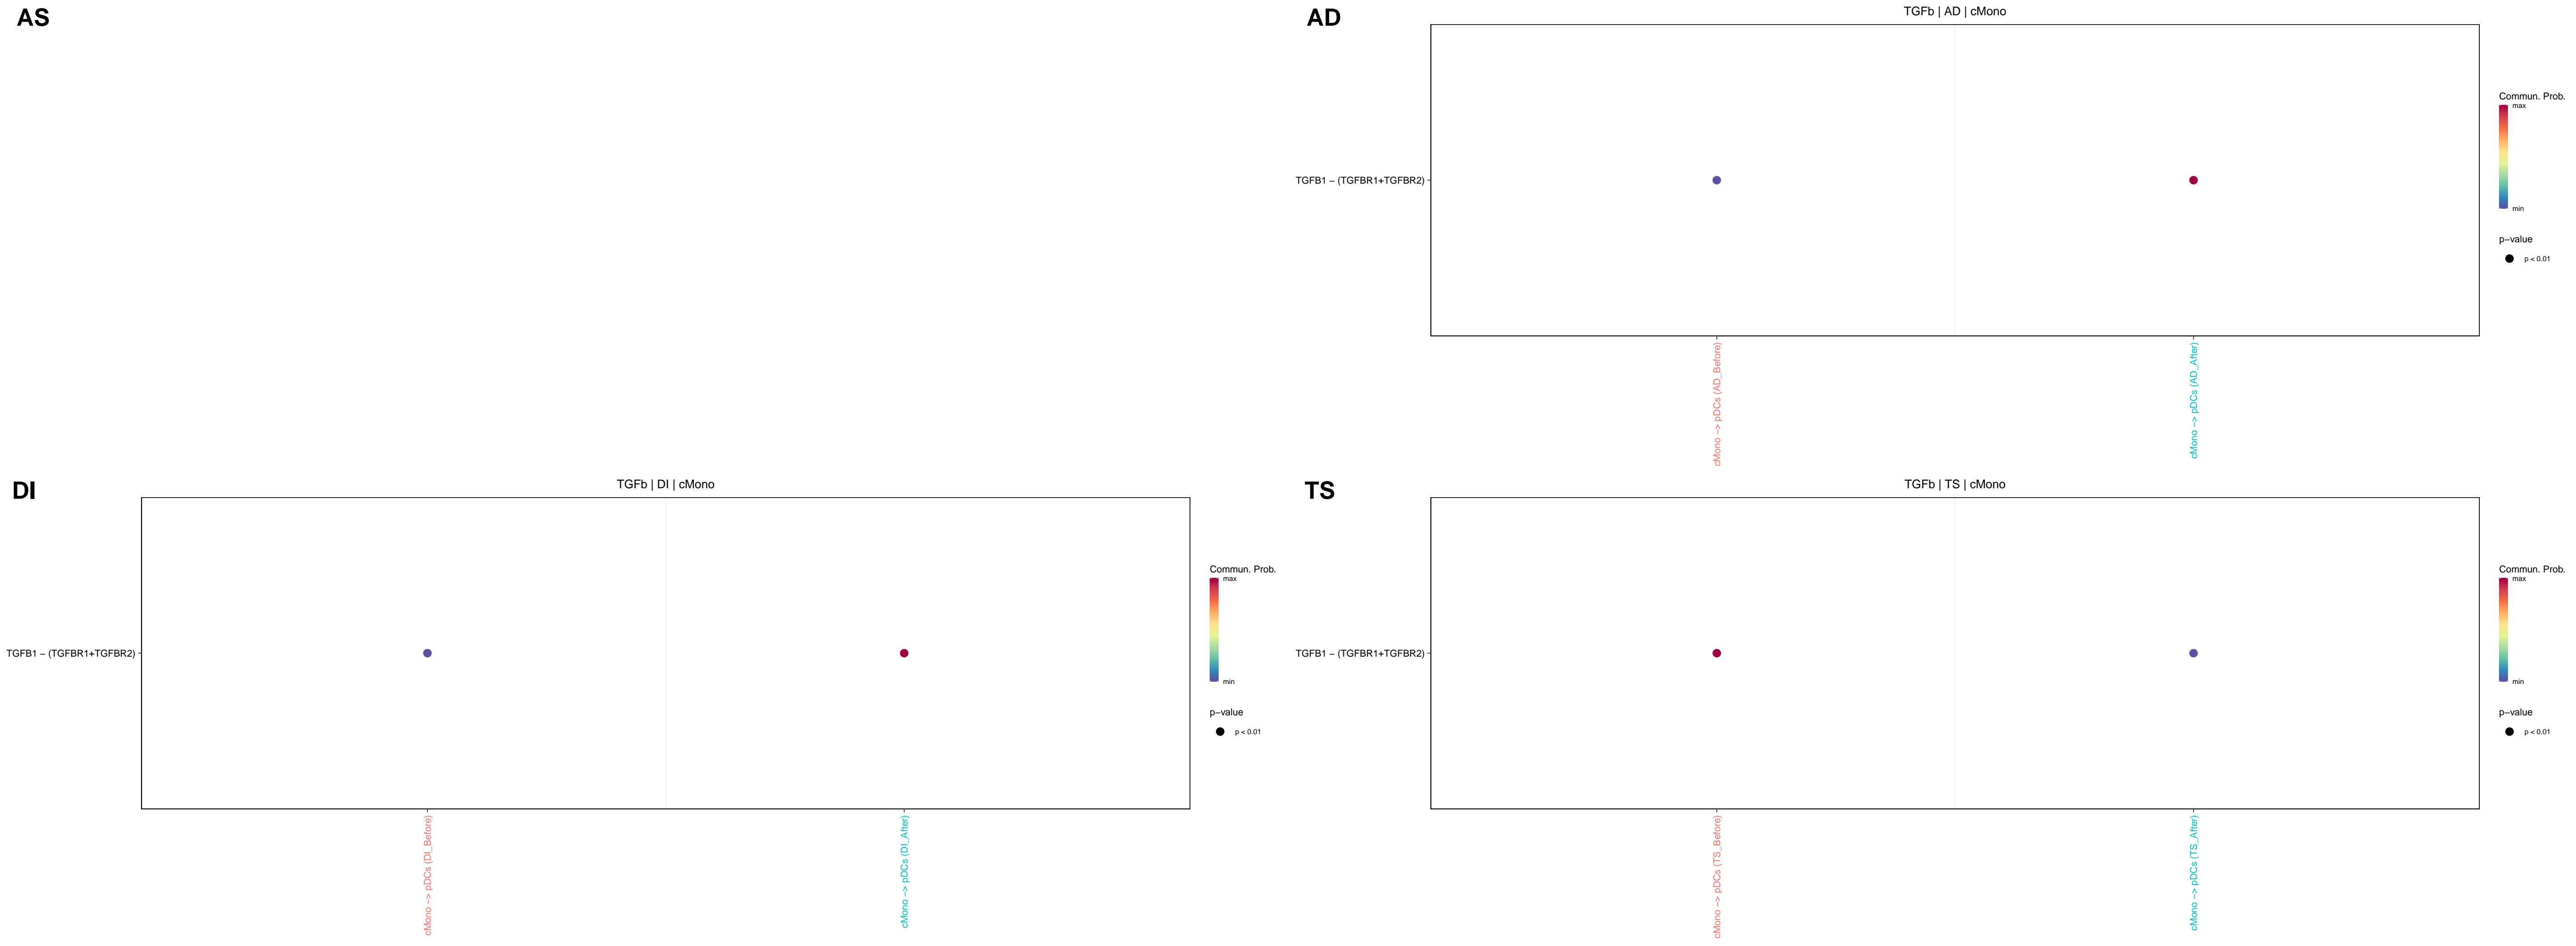 AS
AD
TGFb | AD | cMono
TGFB1 – (TGFBR1+TGFBR2)
cMono –> pDCs (AD_Before)
cMono –> pDCs (AD_After)
Commun. Prob.
max
min
p–value
p < 0.01
DI
TGFb | DI | cMono
TGFB1 – (TGFBR1+TGFBR2)
cMono –> pDCs (DI_Before)
cMono –> pDCs (DI_After)
Commun. Prob.
max
min
p–value
p < 0.01
TS
TGFb | TS | cMono
TGFB1 – (TGFBR1+TGFBR2)
cMono –> pDCs (TS_Before)
cMono –> pDCs (TS_After)
Commun. Prob.
max
min
p–value
p < 0.01